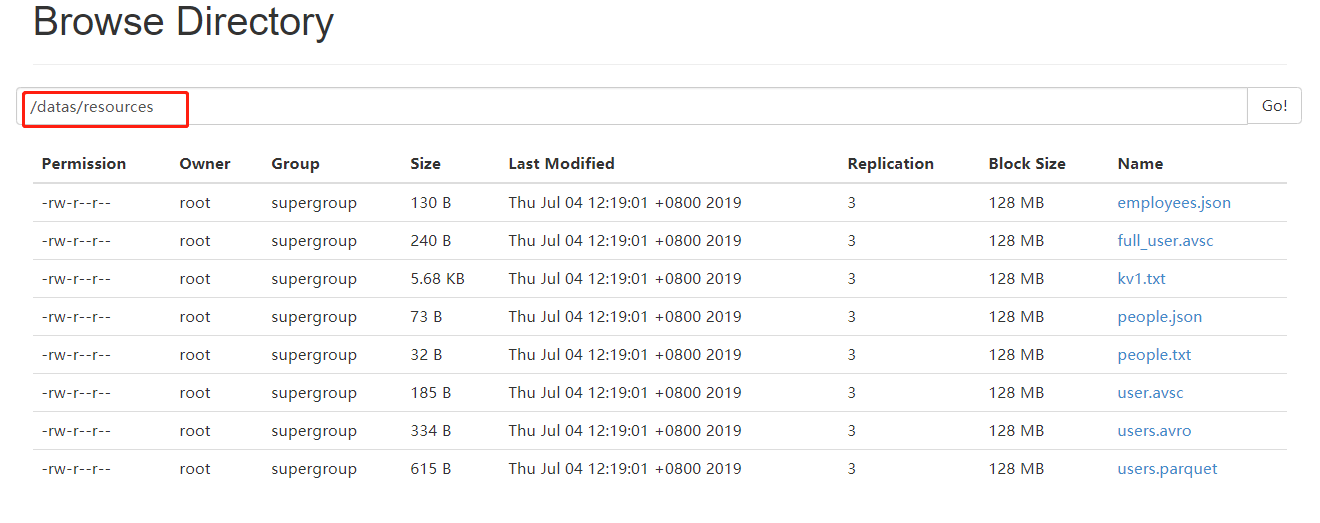 Browse Directory
/datas/resources Go!
Permission Owner Group Size Last Modified Replication Block Size Name
-rw-r--r-- root supergroup 130 B Thu Jul 04 12:19:01 +0800 2019 3 128 MB employees.json
-rw-r--r-- root supergroup 240 B Thu Jul 04 12:19:01 +0800 2019 3 128 MB full_user.avsc
-rw-r--r-- root supergroup 5.68 KB Thu Jul 04 12:19:01 +0800 2019 3 128 MB kv1.txt
-rw-r--r-- root supergroup 73 B Thu Jul 04 12:19:01 +0800 2019 3 128 MB people.json
-rw-r--r-- root supergroup 32 B Thu Jul 04 12:19:01 +0800 2019 3 128 MB people.txt
-rw-r--r-- root supergroup 185 B Thu Jul 04 12:19:01 +0800 2019 3 128 MB user.avsc
-rw-r--r-- root supergroup 334 B Thu Jul 04 12:19:01 +0800 2019 3 128 MB users.avro
-rw-r--r-- root supergroup 615 B Thu Jul 04 12:19:01 +0800 2019 3 128 MB users.parquet